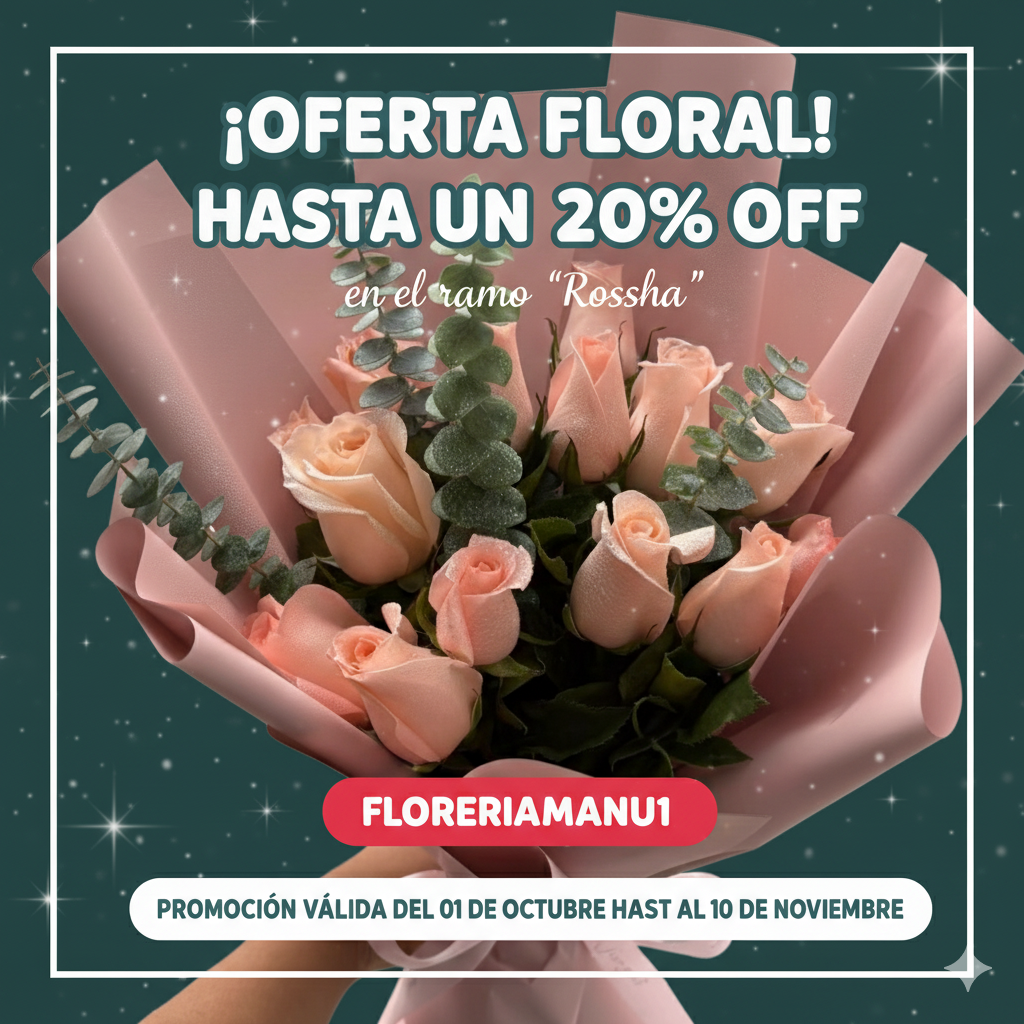 ¡OFERTA FLORAL!
HASTA UN 20% OFF
en el ramo “Rossha”
FLORERIAMANU1
PROMOCIÓN VÁLIDA DEL 01 DE OCTUBRE HAST AL 10 DE NOVIEMBRE